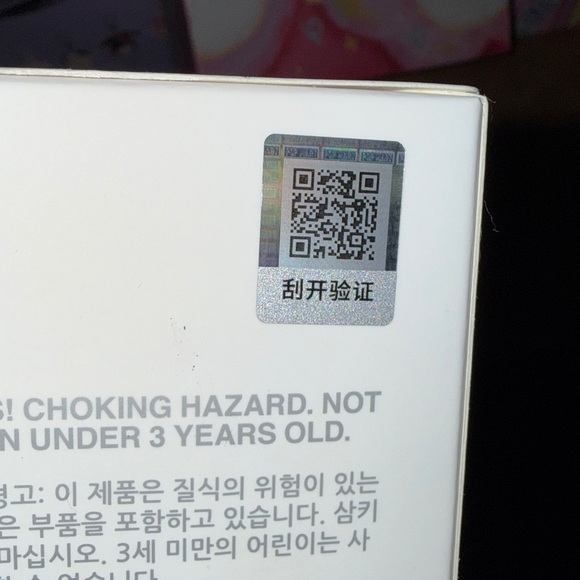 刮开验证
S! CHOKING HAZARD. NOT
N UNDER 3 YEARS OLD.
경고: 이 제품은 질식의 위험이 있는
은 부품을 포함하고 있습니다. 삼키
마십시오. 3세 미만의 어린이는 사